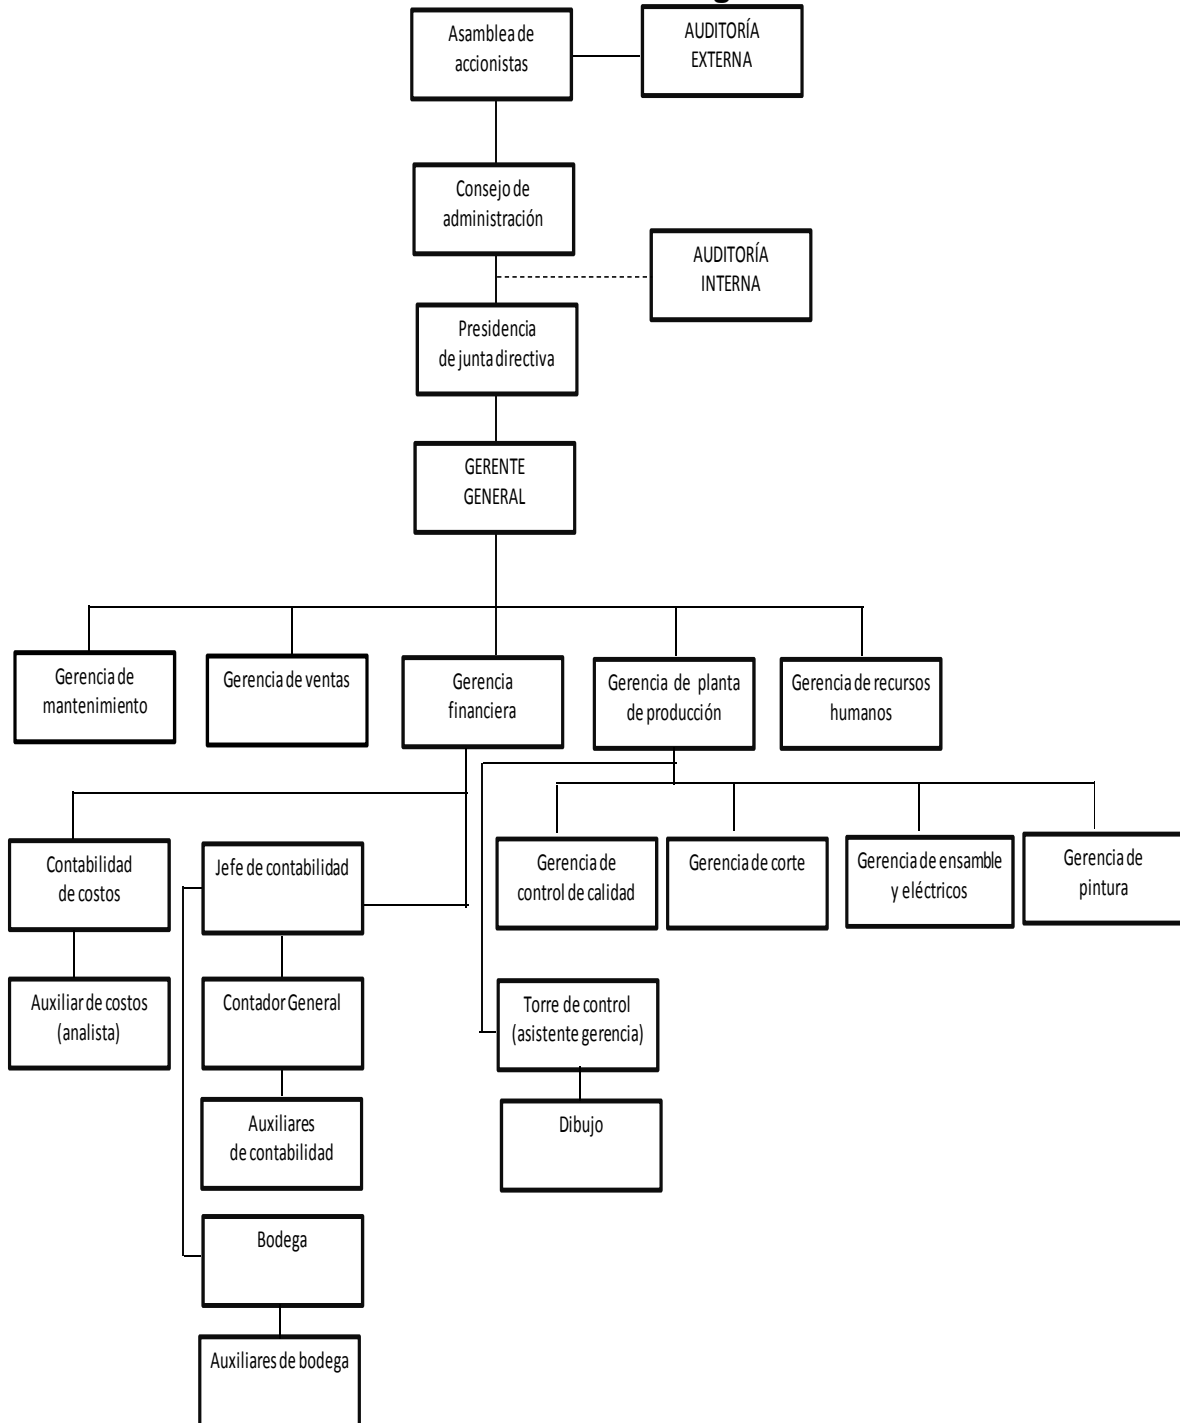 Asamblea de
accionistas
AUDITORÍA
EXTERNA
Consejo de
administración
AUDITORÍA
INTERNA
Presidencia
de junta directiva
GERENTE
GENERAL
Gerencia de
mantenimiento
Gerencia de ventas
Gerencia
financiera
Gerencia de planta
de producción
Gerencia de recursos
humanos
Contabilidad
de costos
Jefe de contabilidad
Gerencia de
control de calidad
Gerencia de corte
Gerencia de ensamble
y eléctricos
Gerencia de
pintura
Auxiliar de costos
(analista)
Contador General
Torre de control
(asistente gerencia)
Auxiliares
de contabilidad
Dibujo
Bodega
Auxiliares de bodega